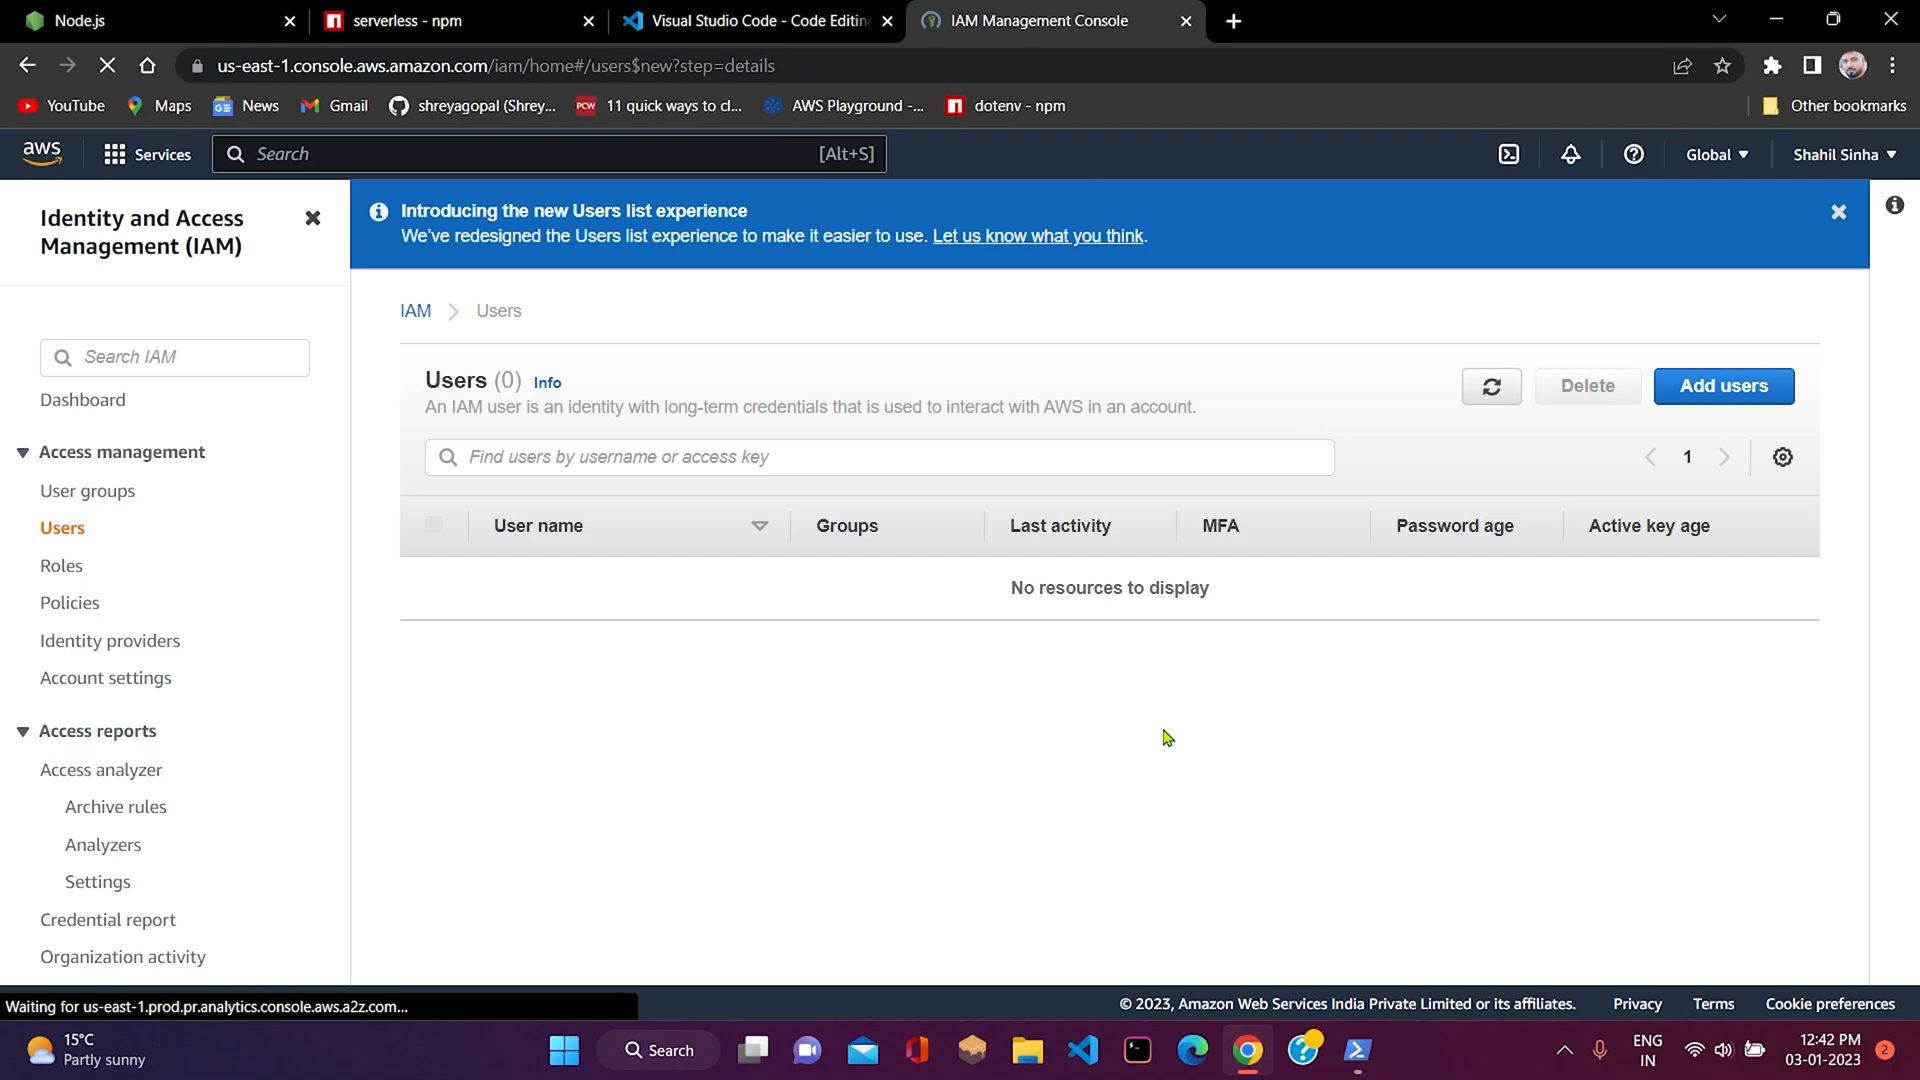 Node.js
serverless - npm
Visual Studio Code - Code Editin
IAM Management Console
us-east-1.console.aws.amazon.com/iam/home#/users$new?step=details
YouTube
Maps
News
Gmail
shreyagopal (Shrey...
PCW
11 quick ways to cl...
AWS Playground -...
dotenv - npm
Other bookmarks
aws
Services
Search
[Alt+S]
Global
Shahil Sinha
Identity and Access
Management (IAM)
Search IAM
Dashboard
Access management
User groups
Users
Roles
Policies
Identity providers
Account settings
Access reports
Access analyzer
Archive rules
Analyzers
Settings
Credential report
Organization activity
Introducing the new Users list experience
We've redesigned the Users list experience to make it easier to use. Let us know what you think.
IAM > Users
Users (0) Info
An IAM user is an identity with long-term credentials that is used to interact with AWS in an account.
Delete
Add users
Find users by username or access key
1
User name
Groups
Last activity
MFA
Password age
Active key age
No resources to display
Waiting for us-east-1.prod.pr.analytics.console.aws.a2z.com...
© 2023, Amazon Web Services India Private Limited or its affiliates.
Privacy
Terms
Cookie preferences
15°C
Partly sunny
Search
ENG
IN
12:42 PM
03-01-2023
2